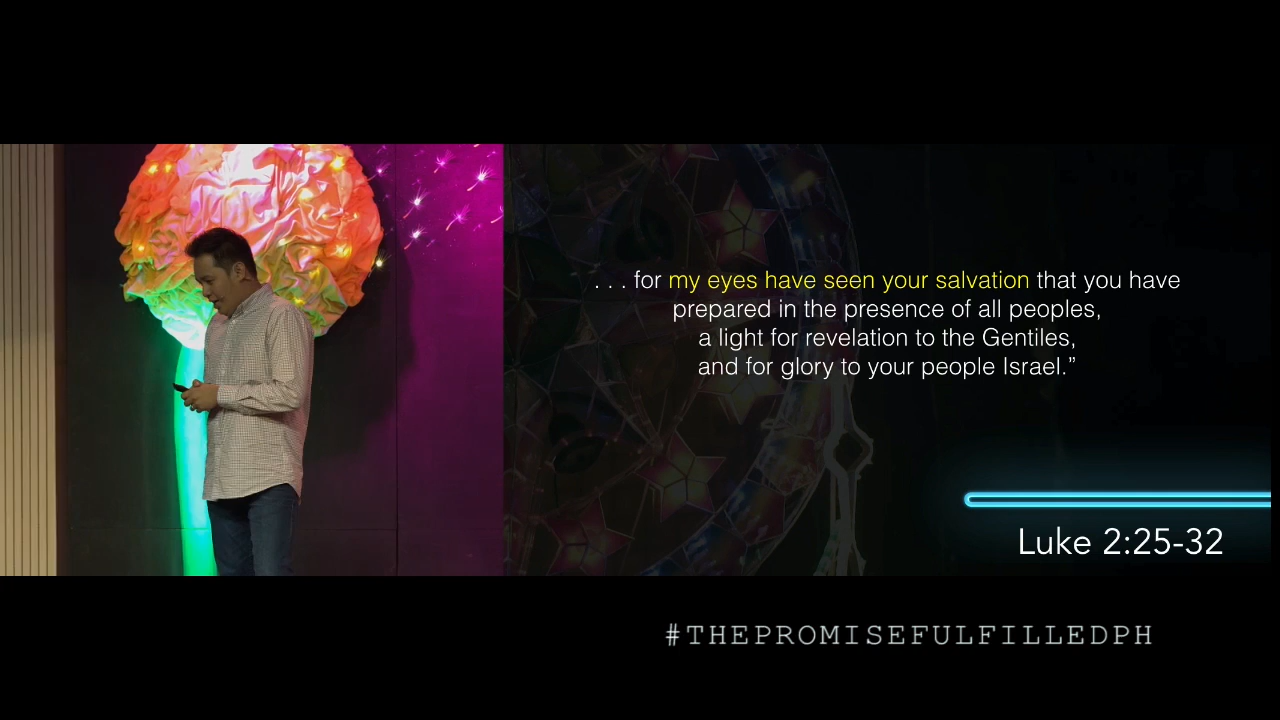 . . . for my eyes have seen your salvation that you have
prepared in the presence of all peoples,
a light for revelation to the Gentiles,
and for glory to your people Israel.”
Luke 2:25-32
#THEPROMISEFULFILLEDPH